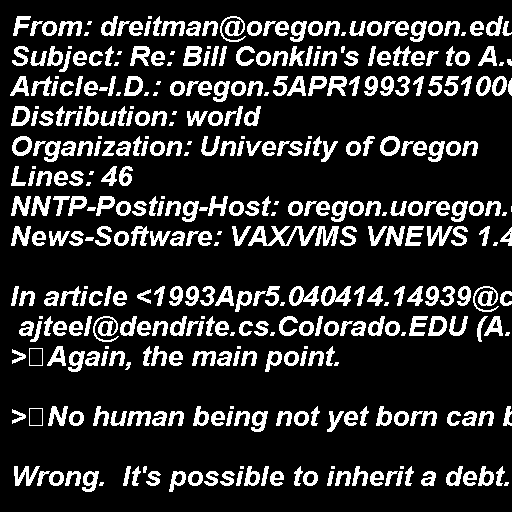 From: dreitman@oregon.uoregon.edu
Subject: Re: Bill Conklin's letter to A.J
Article-I.D.: oregon.5APR199315510
Distribution: world
Organization: University of Oregon
Lines: 46
NNTP-Posting-Host: oregon.uoregon.
News-Software: VAX/VMS VNEWS 1.4
In article <1993Apr5.040414.14939@c
ajteel@dendrite.cs.Colorado.EDU (A.
>□Again, the main point.
>□No human being not yet born can b
Wrong.  It's possible to inherit a debt.